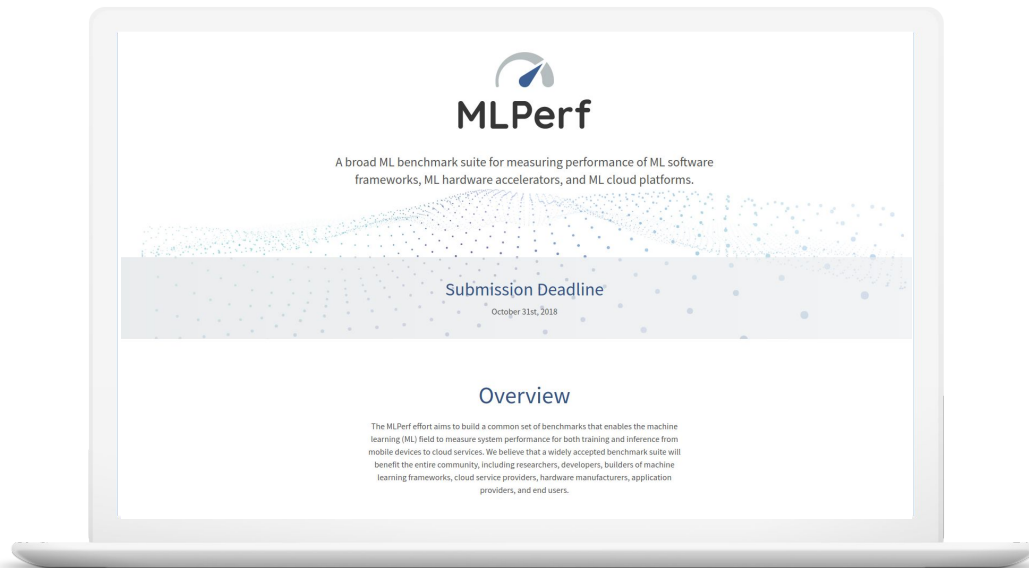 MLPerf
A broad ML benchmark suite for measuring performance of ML software
frameworks, ML hardware accelerators, and ML cloud platforms.
Submission Deadline
October 31st, 2018
Overview
The MLPerf effort aims to build a common set of benchmarks that enables the machine
learning (ML) field to measure system performance for both training and inference from
mobile devices to cloud services. We believe that a widely accepted benchmark suite will
benefit the entire community, including researchers, developers, builders of machine
learning frameworks, cloud service providers, hardware manufacturers, application
providers, and end users.